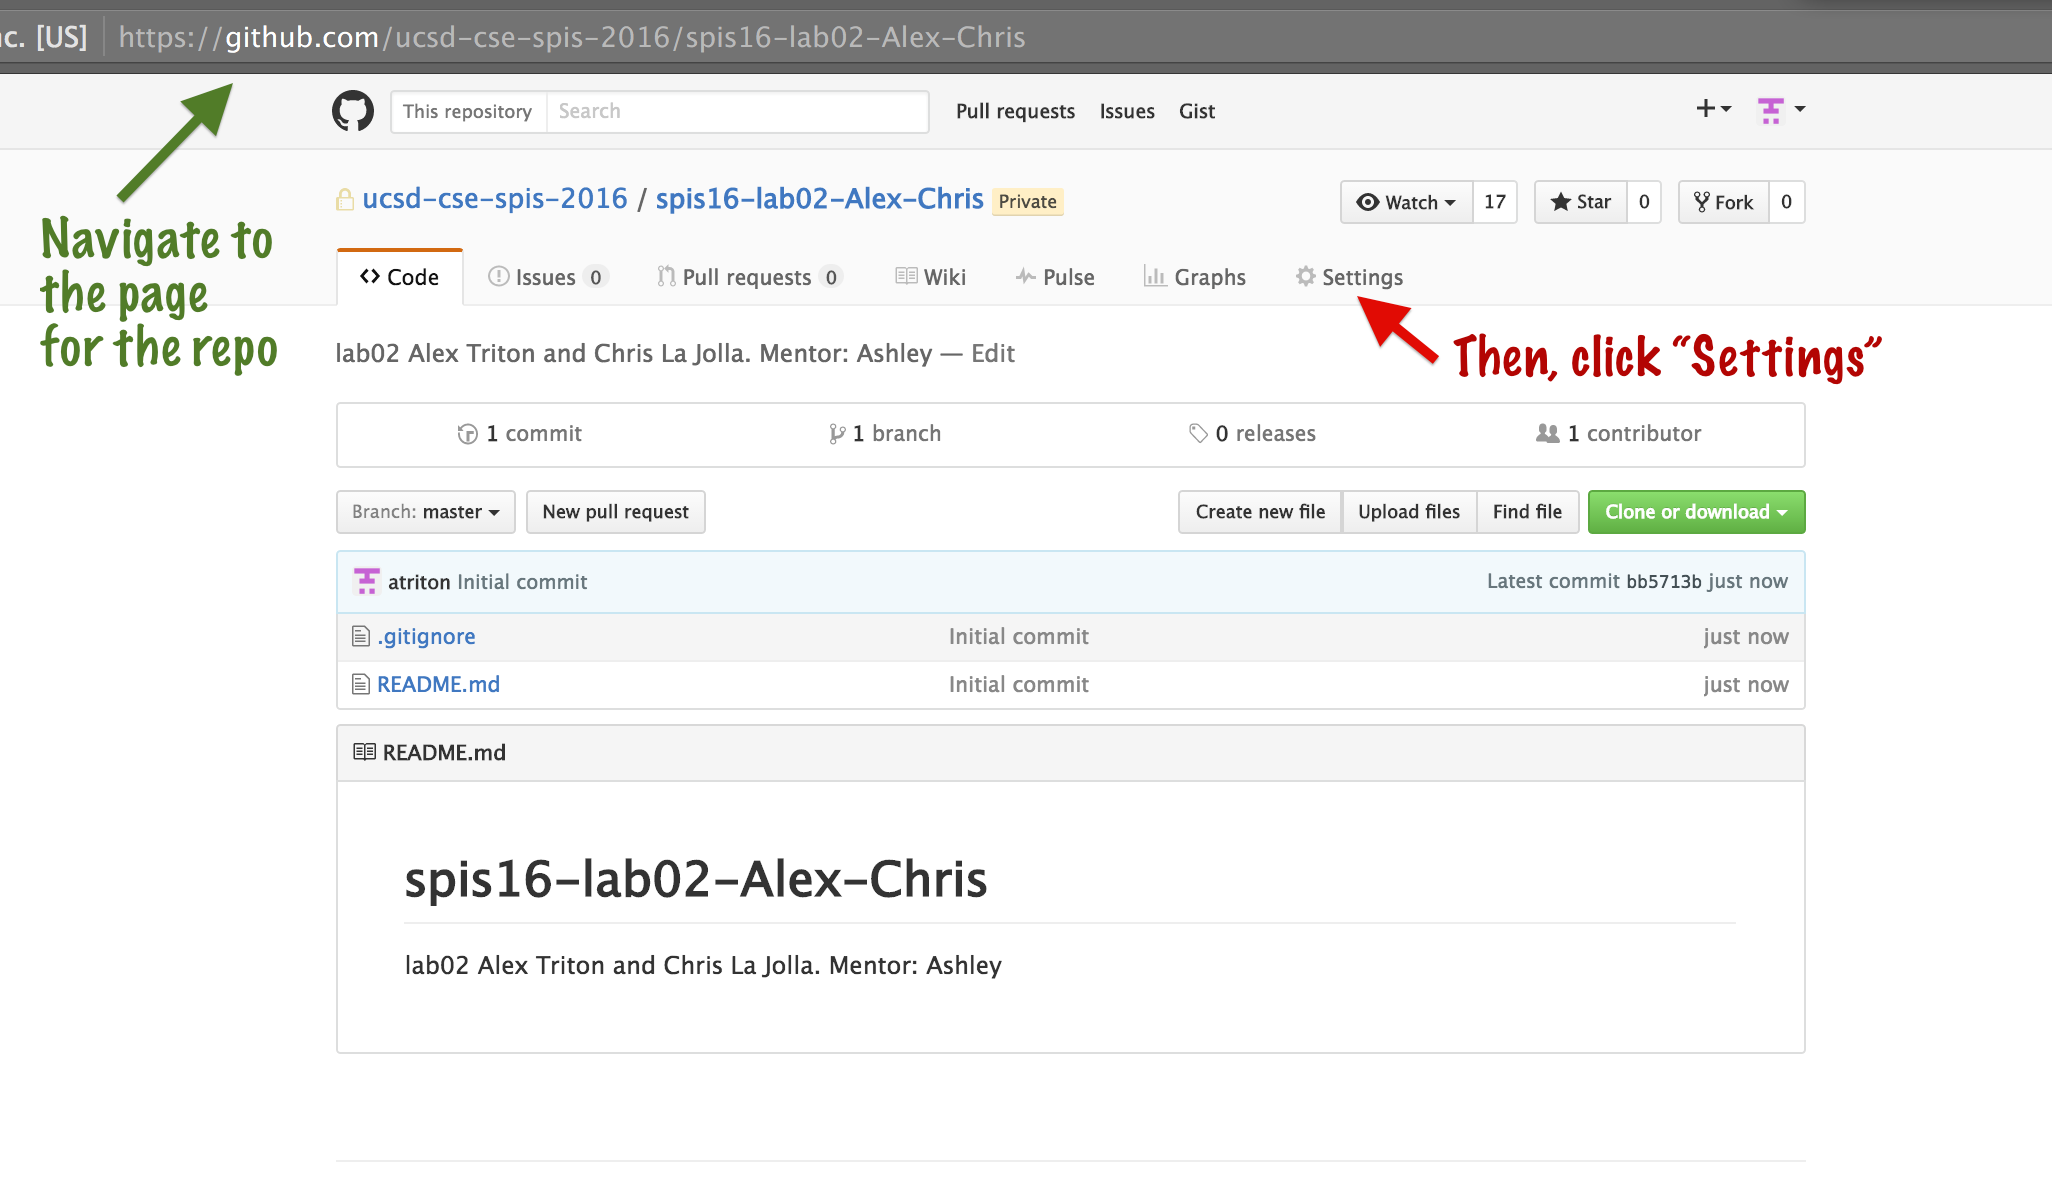 c. [US] https://github.com/ucsd-cse-spis-2016/spis16-lab02-Alex-Chris
This repository Search Pull requests Issues Gist
ucsd-cse-spis-2016 / spis16-lab02-Alex-Chris Private Watch 17 Star 0 Fork 0
Navigate to
the page
for the repo
Code Issues 0 Pull requests 0 Wiki Pulse Graphs Settings
Then, click “Settings”
lab02 Alex Triton and Chris La Jolla. Mentor: Ashley — Edit
1 commit 1 branch 0 releases 1 contributor
Branch: master New pull request Create new file Upload files Find file Clone or download
atriton Initial commit Latest commit bb5713b just now
.gitignore Initial commit just now
README.md Initial commit just now
README.md
spis16-lab02-Alex-Chris
lab02 Alex Triton and Chris La Jolla. Mentor: Ashley